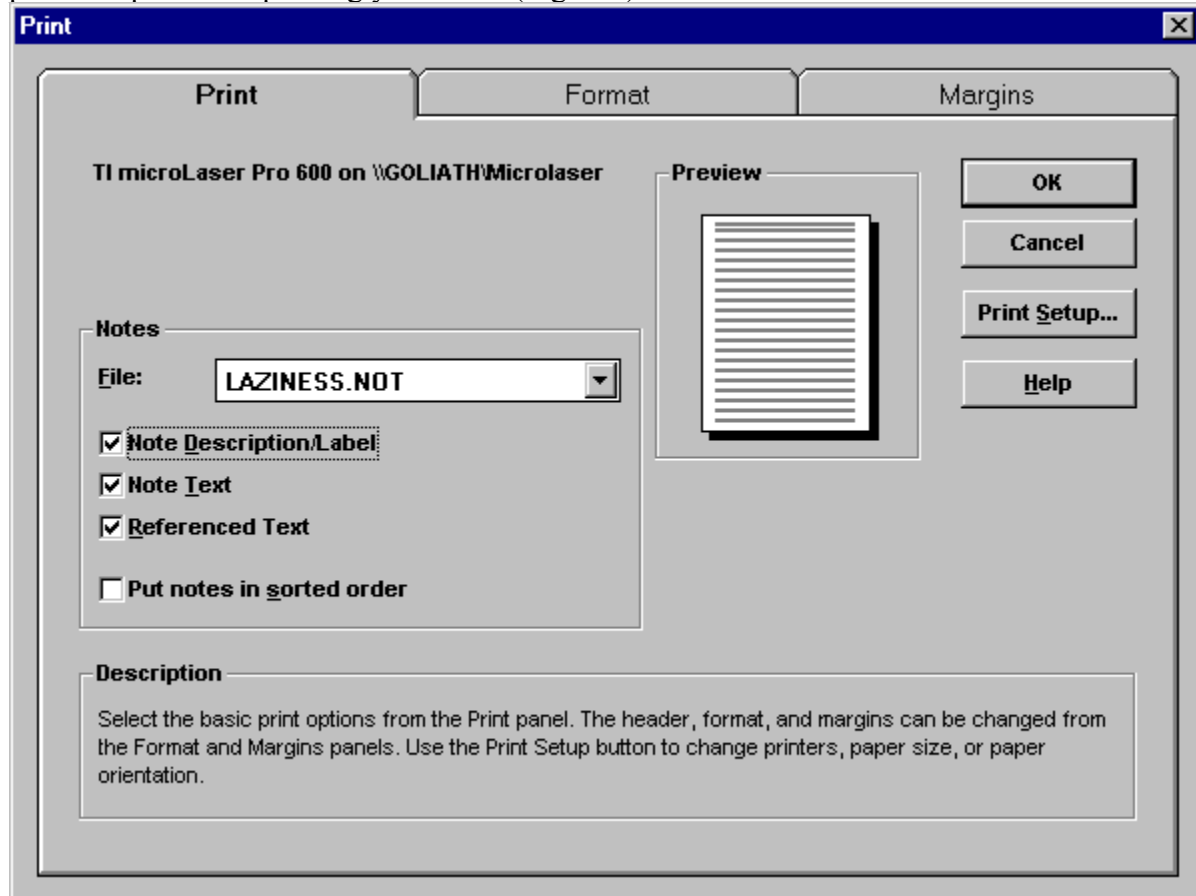 Print
Print Format Margins
TI microLaser Pro 600 on \\GOLIATH\Microlaser
Preview
OK
Cancel
Print Setup...
Help
Notes
File: LAZINESS.NOT
Note Description/Label
Note Text
Referenced Text
Put notes in sorted order
Description
Select the basic print options from the Print panel. The header, format, and margins can be changed from
the Format and Margins panels. Use the Print Setup button to change printers, paper size, or paper
orientation.